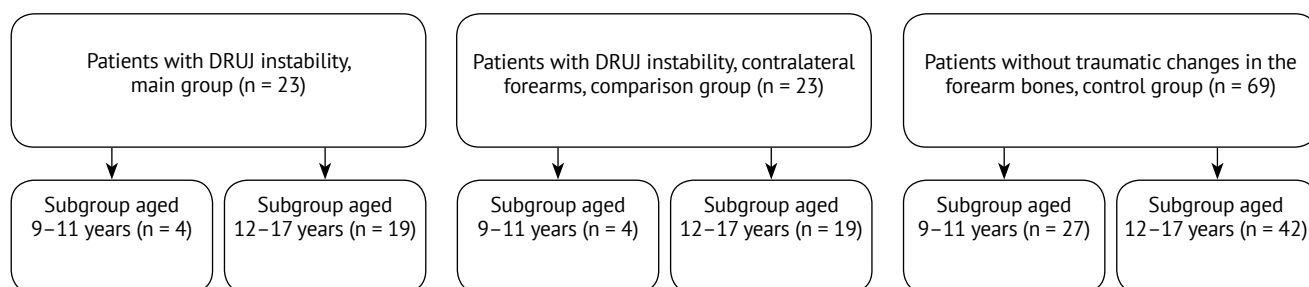 Patients with DRUJ instability,
main group (n = 23)
Patients with DRUJ instability, contralateral
forearms, comparison group (n = 23)
Patients without traumatic changes in the
forearm bones, control group (n = 69)
Subgroup aged
9–11 years (n = 4)
Subgroup aged
12–17 years (n = 19)
Subgroup aged
9–11 years (n = 4)
Subgroup aged
12–17 years (n = 19)
Subgroup aged
9–11 years (n = 27)
Subgroup aged
12–17 years (n = 42)